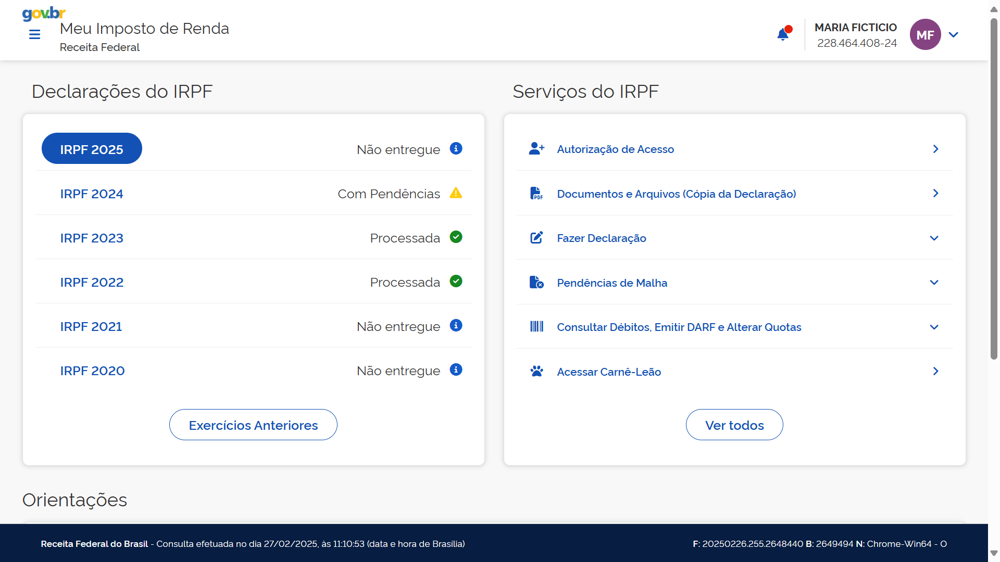 gov.br
Meu Imposto de Renda
Receita Federal
MARIA FICTICIO
228.464.408-24
MF
Declarações do IRPF
IRPF 2025 Não entregue
IRPF 2024 Com Pendências
IRPF 2023 Processada
IRPF 2022 Processada
IRPF 2021 Não entregue
IRPF 2020 Não entregue
Exercícios Anteriores
Serviços do IRPF
Autorização de Acesso
PDF Documentos e Arquivos (Cópia da Declaração)
Fazer Declaração
Pendências de Malha
Consultar Débitos, Emitir DARF e Alterar Quotas
Acessar Carnê-Leão
Ver todos
Orientações
Receita Federal do Brasil - Consulta efetuada no dia 27/02/2025, às 11:10:53 (data e hora de Brasília)
F: 20250226.255.2648440 B: 2649494 N: Chrome-Win64 - O